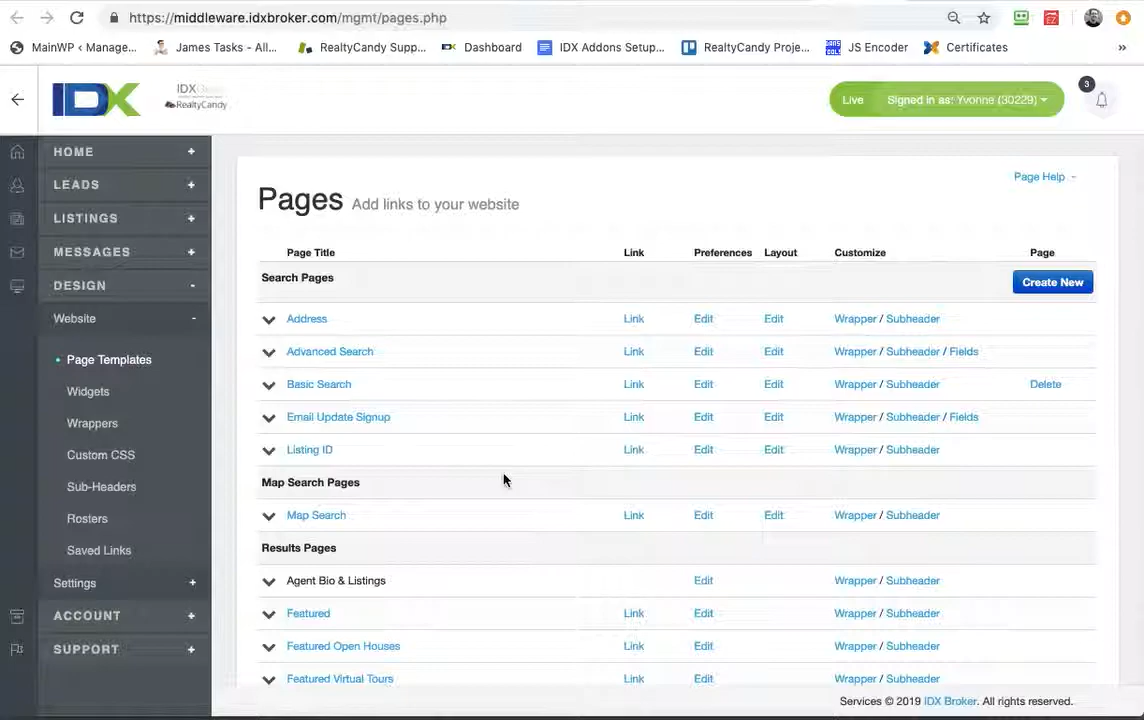 https://middleware.idxbroker.com/mgmt/pages.php
MainWP ‹ Manage... James Tasks - All... RealtyCandy Supp... Dashboard IDX Addons Setup... RealtyCandy Proje... JS Encoder Certificates »
IDX IDX RealtyCandy Live Signed in as: Yvonne (30229) 3
HOME +
LEADS +
LISTINGS +
MESSAGES +
DESIGN -
Website -
Page Templates
Widgets
Wrappers
Custom CSS
Sub-Headers
Rosters
Saved Links
Settings +
ACCOUNT +
SUPPORT +
Page Help -
Pages Add links to your website
Page Title Link Preferences Layout Customize Page
Search Pages Create New
Address Link Edit Edit Wrapper / Subheader
Advanced Search Link Edit Edit Wrapper / Subheader / Fields
Basic Search Link Edit Edit Wrapper / Subheader Delete
Email Update Signup Link Edit Edit Wrapper / Subheader / Fields
Listing ID Link Edit Edit Wrapper / Subheader
Map Search Pages
Map Search Link Edit Edit Wrapper / Subheader
Results Pages
Agent Bio & Listings Edit Wrapper / Subheader
Featured Link Edit Wrapper / Subheader
Featured Open Houses Link Edit Wrapper / Subheader
Featured Virtual Tours Link Edit Wrapper / Subheader
Services © 2019 IDX Broker. All rights reserved.